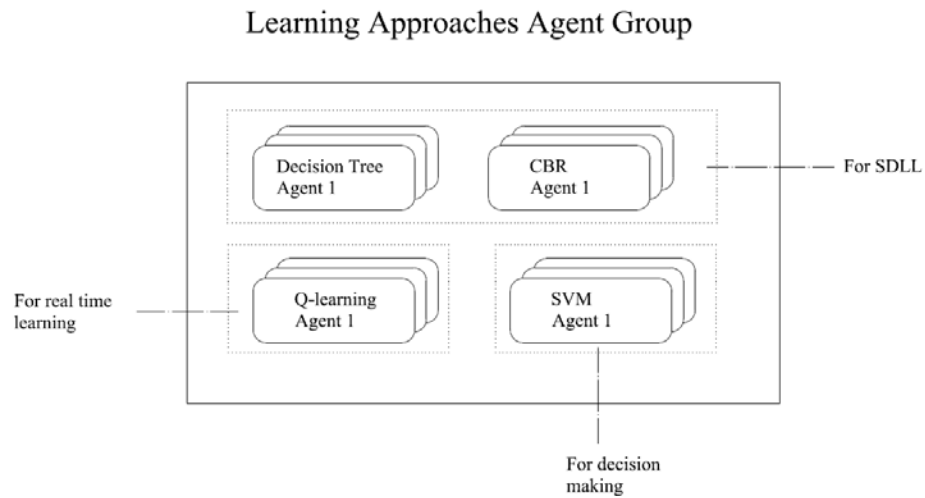 Learning Approaches Agent Group
Decision Tree
Agent 1
CBR
Agent 1
For SDLL
Q-learning
Agent 1
SVM
Agent 1
For real time
learning
For decision
making